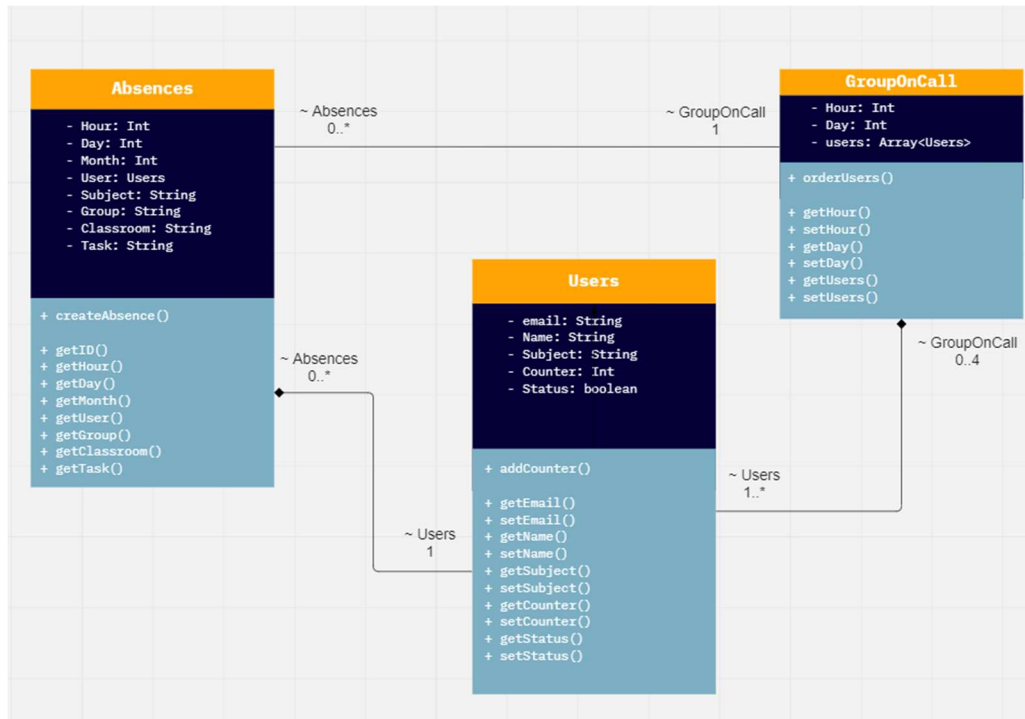 Absences
- Hour: Int
- Day: Int
- Month: Int
- User: Users
- Subject: String
- Group: String
- Classroom: String
- Task: String
+ createAbsence()
+ getID()
+ getHour()
+ getDay()
+ getMonth()
+ getUser()
+ getGroup()
+ getClassroom()
+ getTask()
~ Absences
0..*
~ GroupOnCall
1
GroupOnCall
- Hour: Int
- Day: Int
- users: Array<Users>
+ orderUsers()
+ getHour()
+ setHour()
+ getDay()
+ setDay()
+ getUsers()
+ setUsers()
~ Absences
0..*
~ Users
1
Users
- email: String
- Name: String
- Subject: String
- Counter: Int
- Status: boolean
+ addCounter()
+ getEmail()
+ setEmail()
+ getName()
+ setName()
+ getSubject()
+ setSubject()
+ getCounter()
+ setCounter()
+ getStatus()
+ setStatus()
~ GroupOnCall
0..4
~ Users
1..*